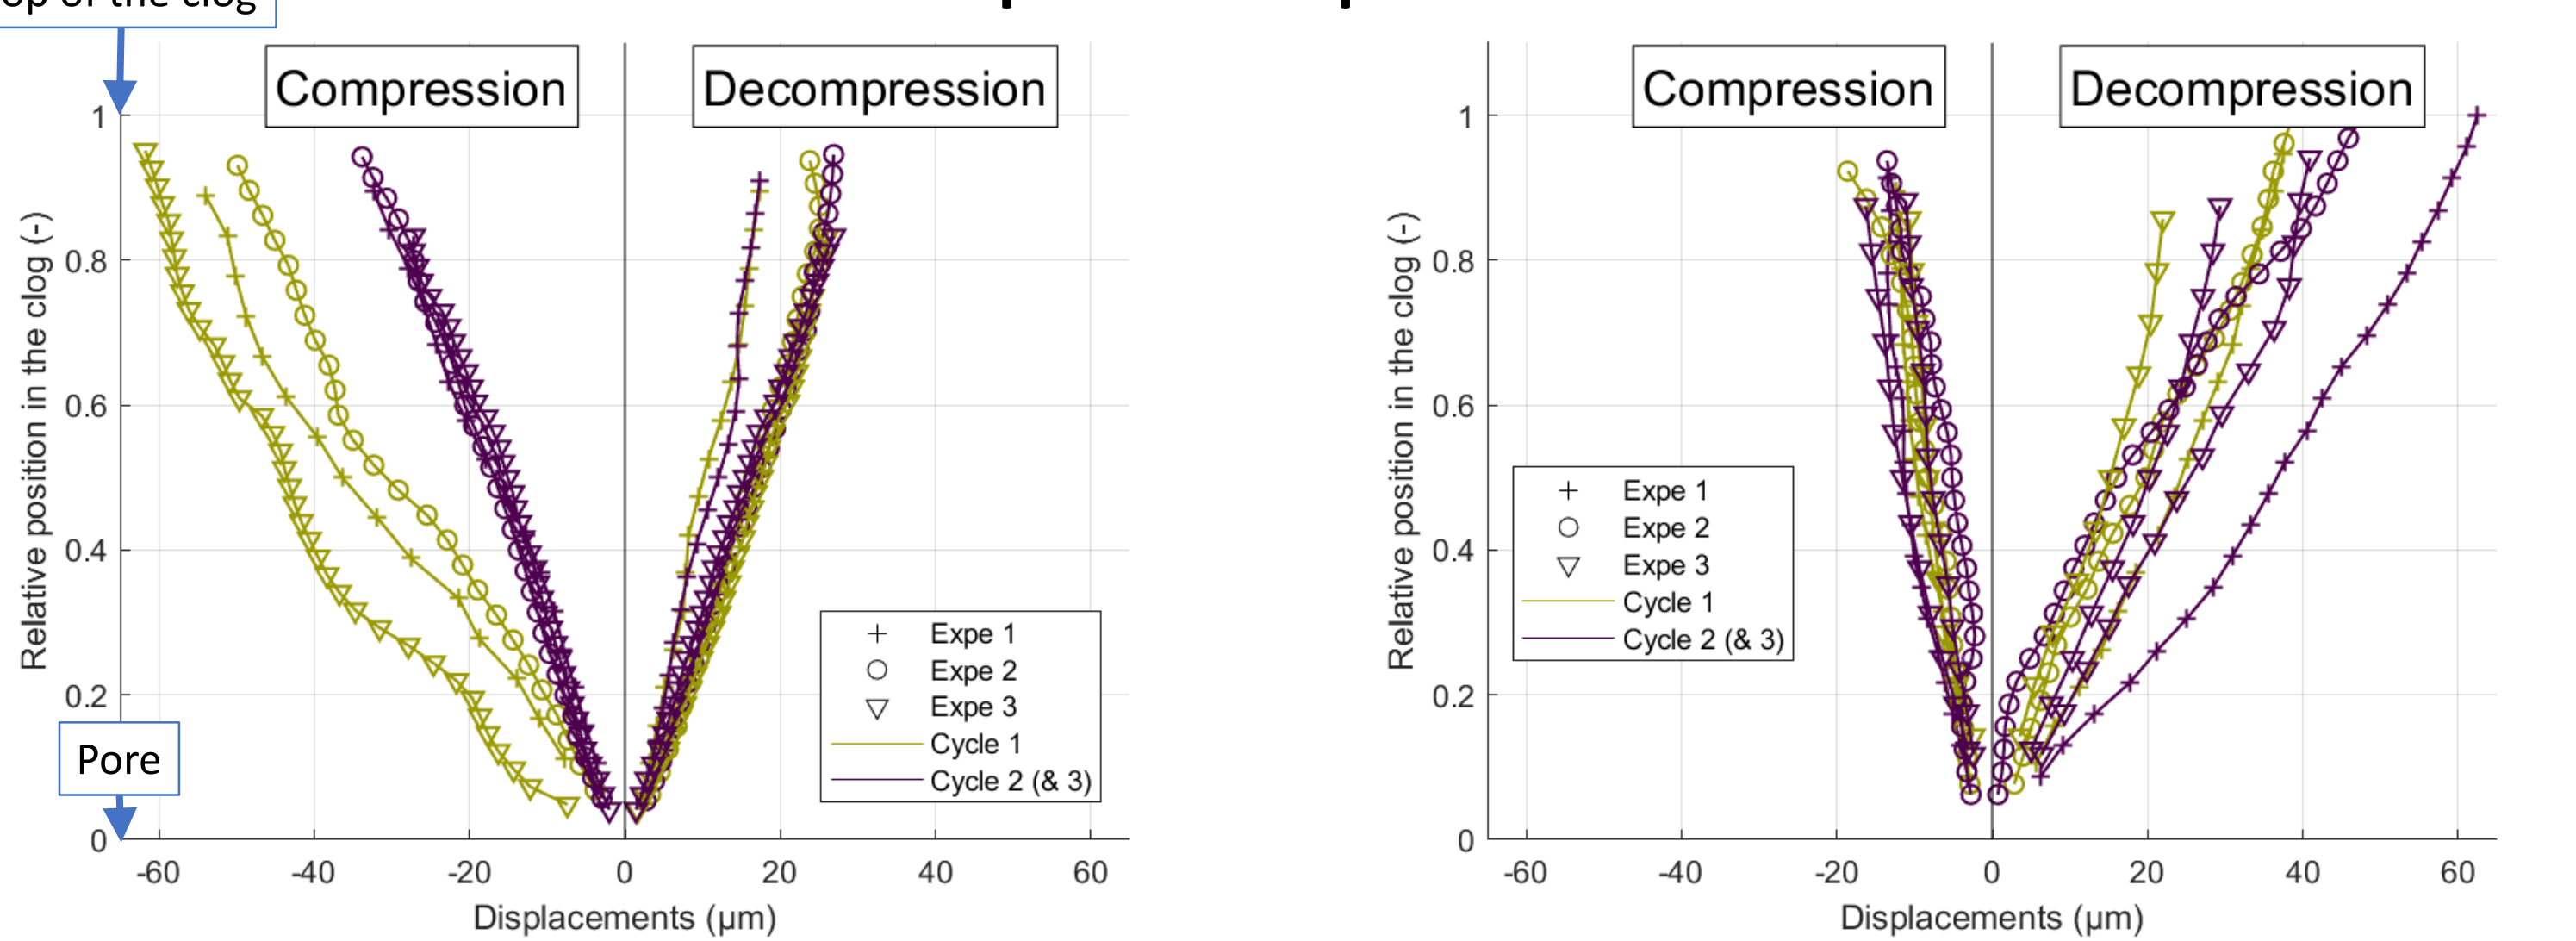 of the clog
Compression
Decompression
Relative position in the clog (-)
1
0.8
0.6
0.4
0.2
0
Pore
Expe 1
Expe 2
Expe 3
Cycle 1
Cycle 2 (& 3)
-60
-40
-20
0
20
40
60
Displacements (µm)
Compression
Decompression
Relative position in the clog (-)
1
0.8
0.6
0.4
0.2
0
Expe 1
Expe 2
Expe 3
Cycle 1
Cycle 2 (& 3)
-60
-40
-20
0
20
40
60
Displacements (µm)